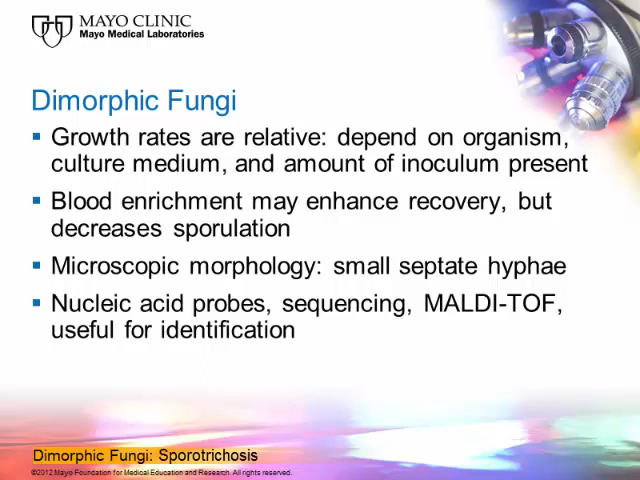 MAYO CLINIC
Mayo Medical Laboratories
Dimorphic Fungi
Growth rates are relative: depend on organism,
culture medium, and amount of inoculum present
Blood enrichment may enhance recovery, but
decreases sporulation
Microscopic morphology: small septate hyphae
Nucleic acid probes, sequencing, MALDI-TOF,
useful for identification
Dimorphic Fungi: Sporotrichosis
©2012 Mayo Foundation for Medical Education and Research. All rights reserved.